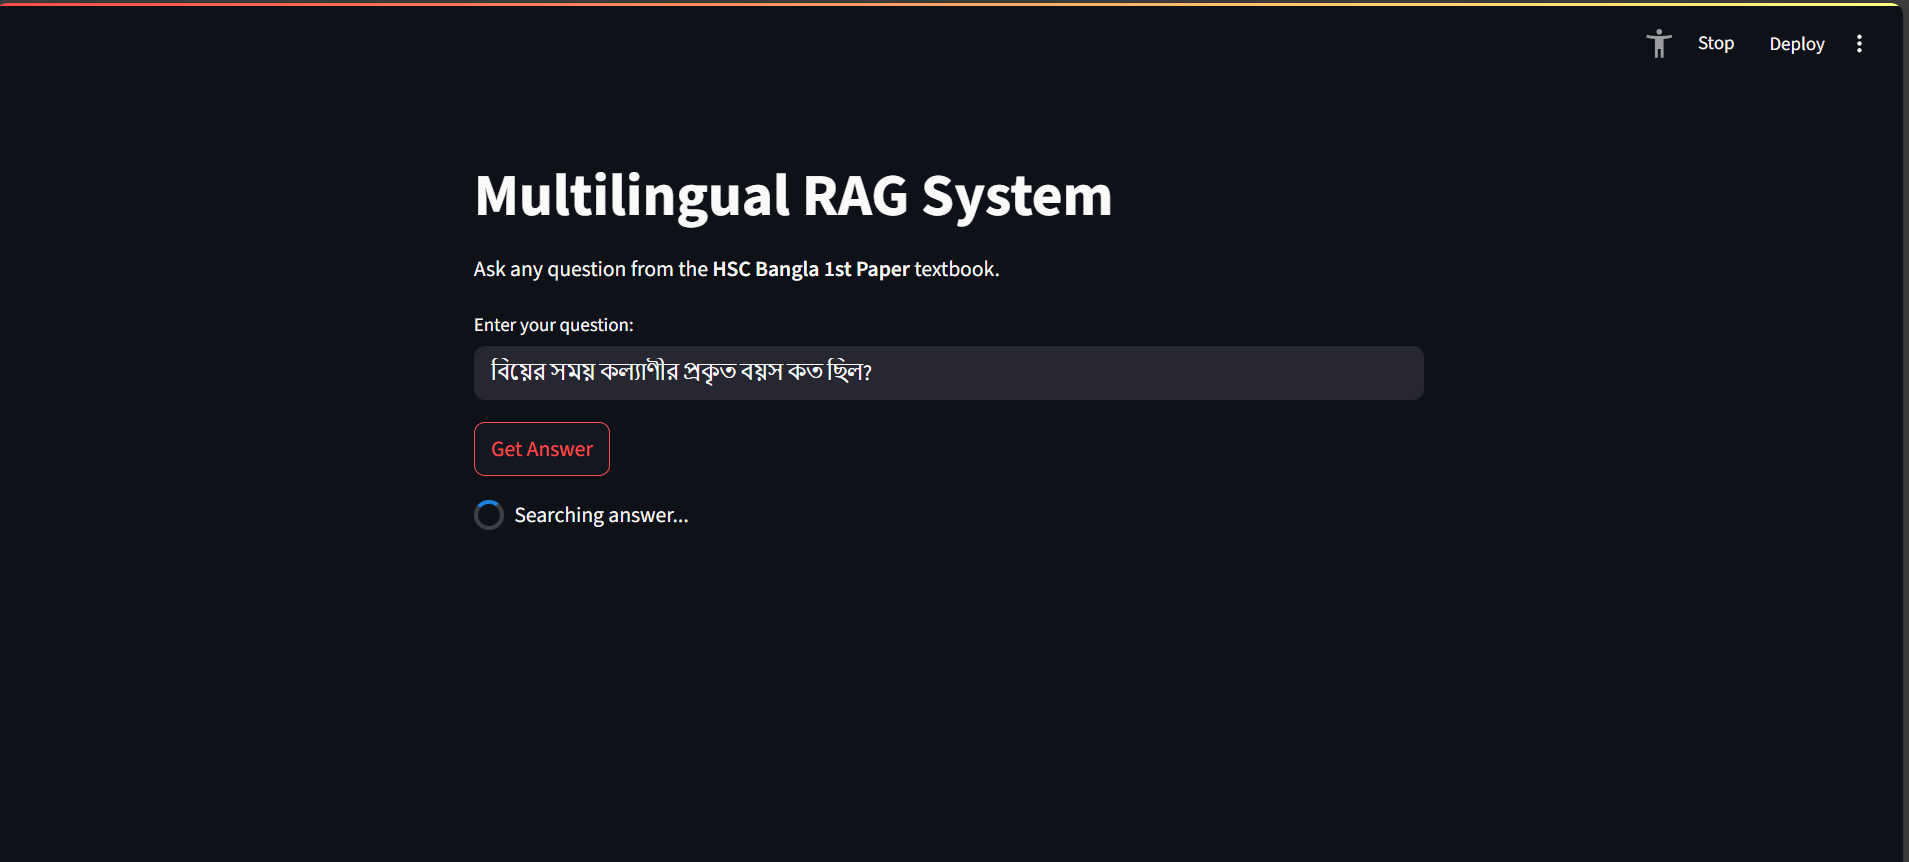 Stop Deploy
Multilingual RAG System
Ask any question from the HSC Bangla 1st Paper textbook.
Enter your question:
বিয়ের সময় কল্যাণীর প্রকৃত বয়স কত ছিল?
Get Answer
Searching answer...